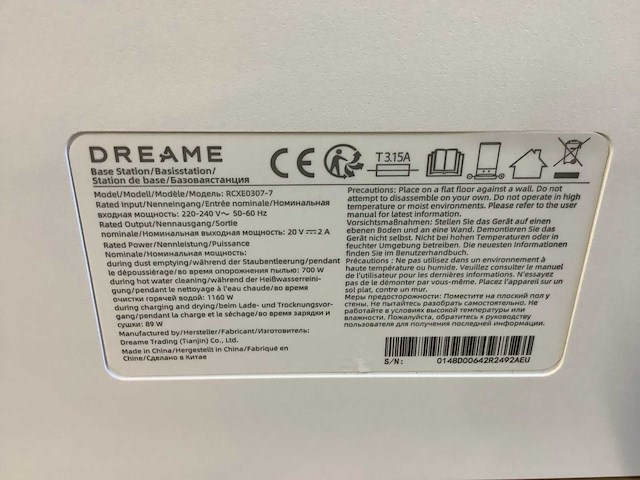 DREAME
Base Station/Basisstation/
Station de base/Базоваястанция
CE
T 3.15A
Model/Modell/Modèle/Модель: RCXE0307-7
Rated Input/Nenneingang/Entrée nominale/Номинальная
входная мощность: 220-240 V~ 50-60 Hz
Rated Output/Nennausgang/Sortie
nominale/Номинальная выходная мощность: 20 V⎓2 A
Rated Power/Nennleistung/Puissance
Nominale/Номинальная мощность:
during dust emptying/während der Staubentleerung/pendant
le dépoussiérage/во время опорожнения пылью: 700 W
during hot water cleaning/während der Heißwasserreini-
gung/pendant le nettoyage à l'eau chaude/во время
очистки горячей водой: 1160 W
during charging and drying/beim Lade- und Trocknungsvor-
gang/pendant la charge et le séchage/во время зарядки и
сушки: 89 W
Manufactured by/Hersteller/Fabricant/Изготовитель:
Dreame Trading (Tianjin) Co., Ltd.
Made in China/Hergestellt in China/Fabriqué en
Chine/Сделано в Китае
Precautions: Place on a flat floor against a wall. Do not
attempt to disassemble on your own. Do not operate in high
temperature or moist environments. Please refer to the user
manual for latest information.
Vorsichtsmaßnahmen: Stellen Sie das Gerät auf einen
ebenen Boden und an eine Wand. Demontieren Sie das
Gerät nicht selbst. Nicht bei hohen Temperaturen oder in
feuchter Umgebung betreiben. Die neuesten Informationen
finden Sie im Benutzerhandbuch.
Précautions : Ne pas utilisez dans un environnement à
haute température ou humide. Veuillez consulter le manuel
de l'utilisateur pour les dernières informations. N'essayez
pas de le démonter par vous-même. Placez l'appareil sur un
sol plat, contre un mur.
Меры предосторожности: Поместите на плоский пол у
стены. Не пытайтесь разобрать самостоятельно. Не
работайте в условиях высокой температуры или
влажности. Пожалуйста, обратитесь к руководству
пользователя для получения последней информации.
S/N: 0148D00642R2492AEU